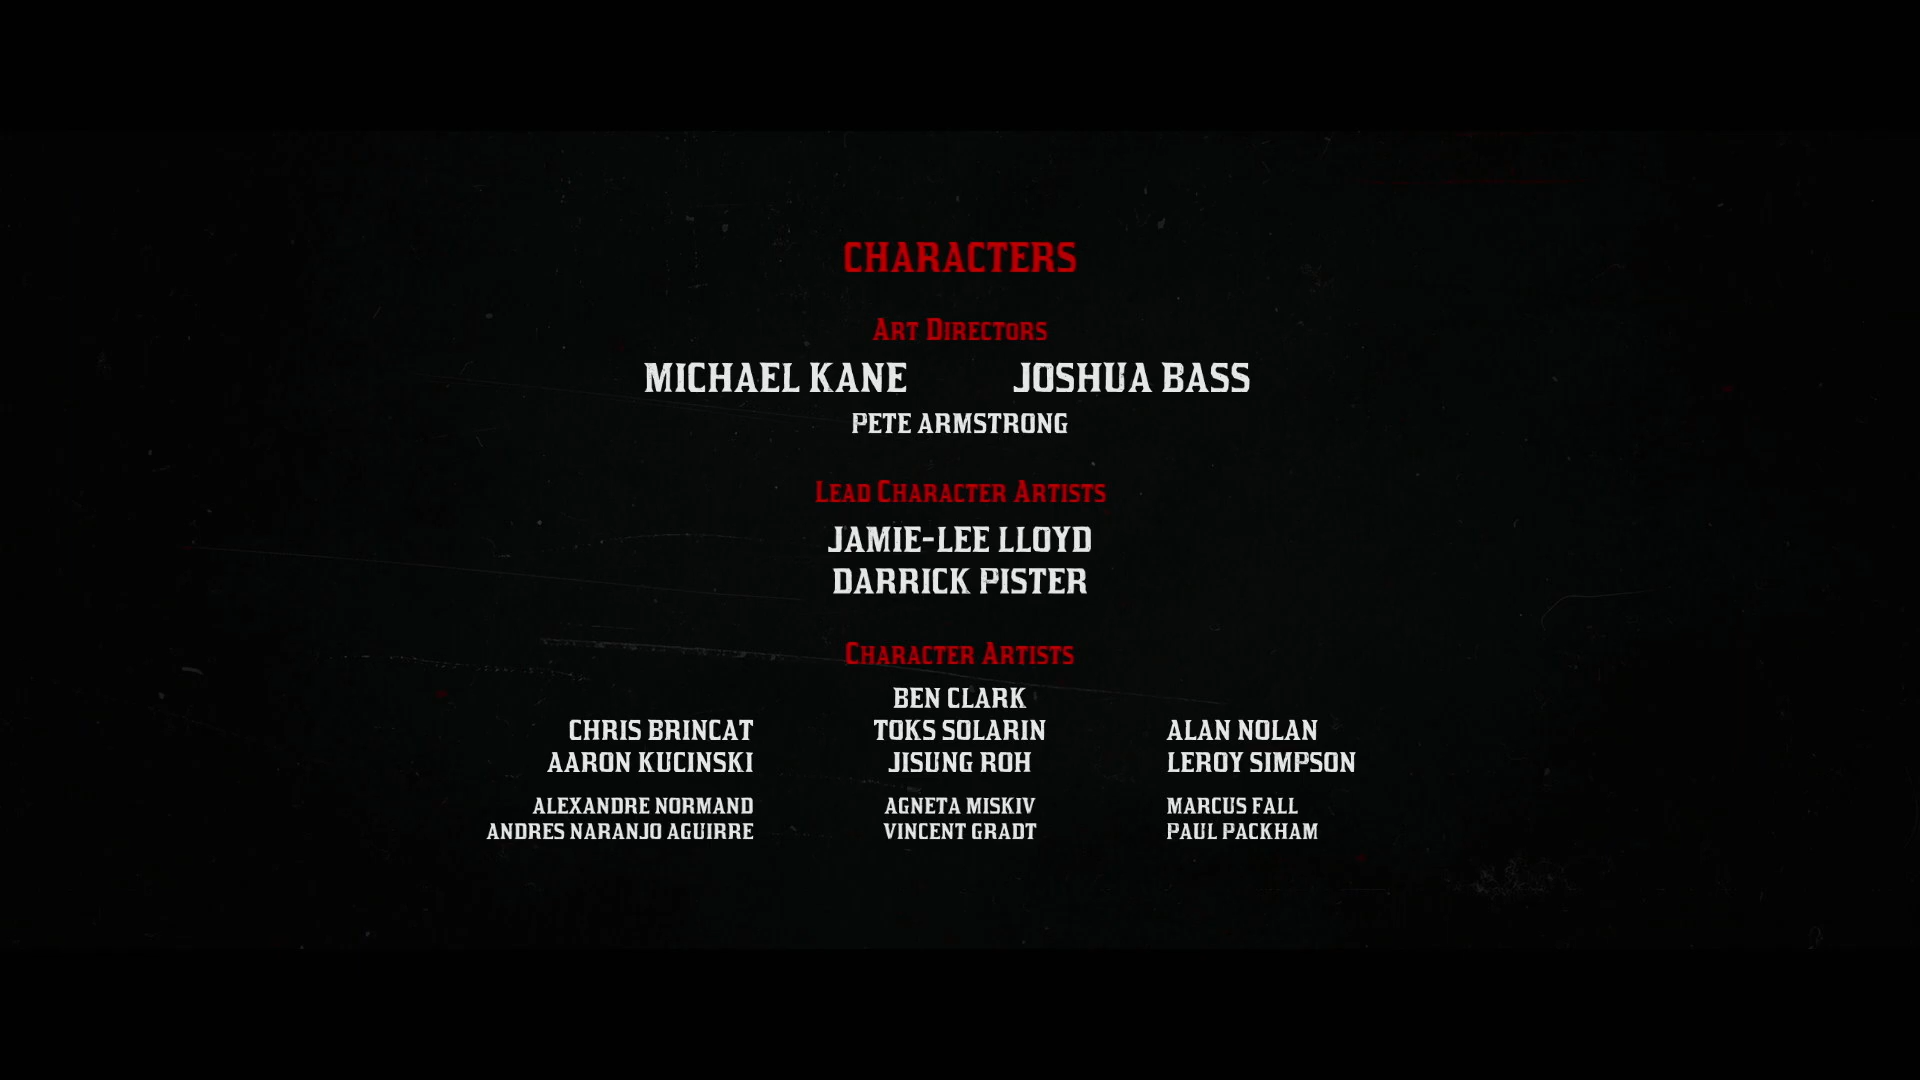 CHARACTERS
ART DIRECTORS
MICHAEL KANE JOSHUA BASS
PETE ARMSTRONG
LEAD CHARACTER ARTISTS
JAMIE-LEE LLOYD
DARRICK PISTER
CHARACTER ARTISTS
BEN CLARK
CHRIS BRINCAT TOKS SOLARIN ALAN NOLAN
AARON KUCINSKI JISUNG ROH LEROY SIMPSON
ALEXANDRE NORMAND AGNETA MISKIV MARCUS FALL
ANDRES NARANJO AGUIRRE VINCENT GRADT PAUL PACKHAM